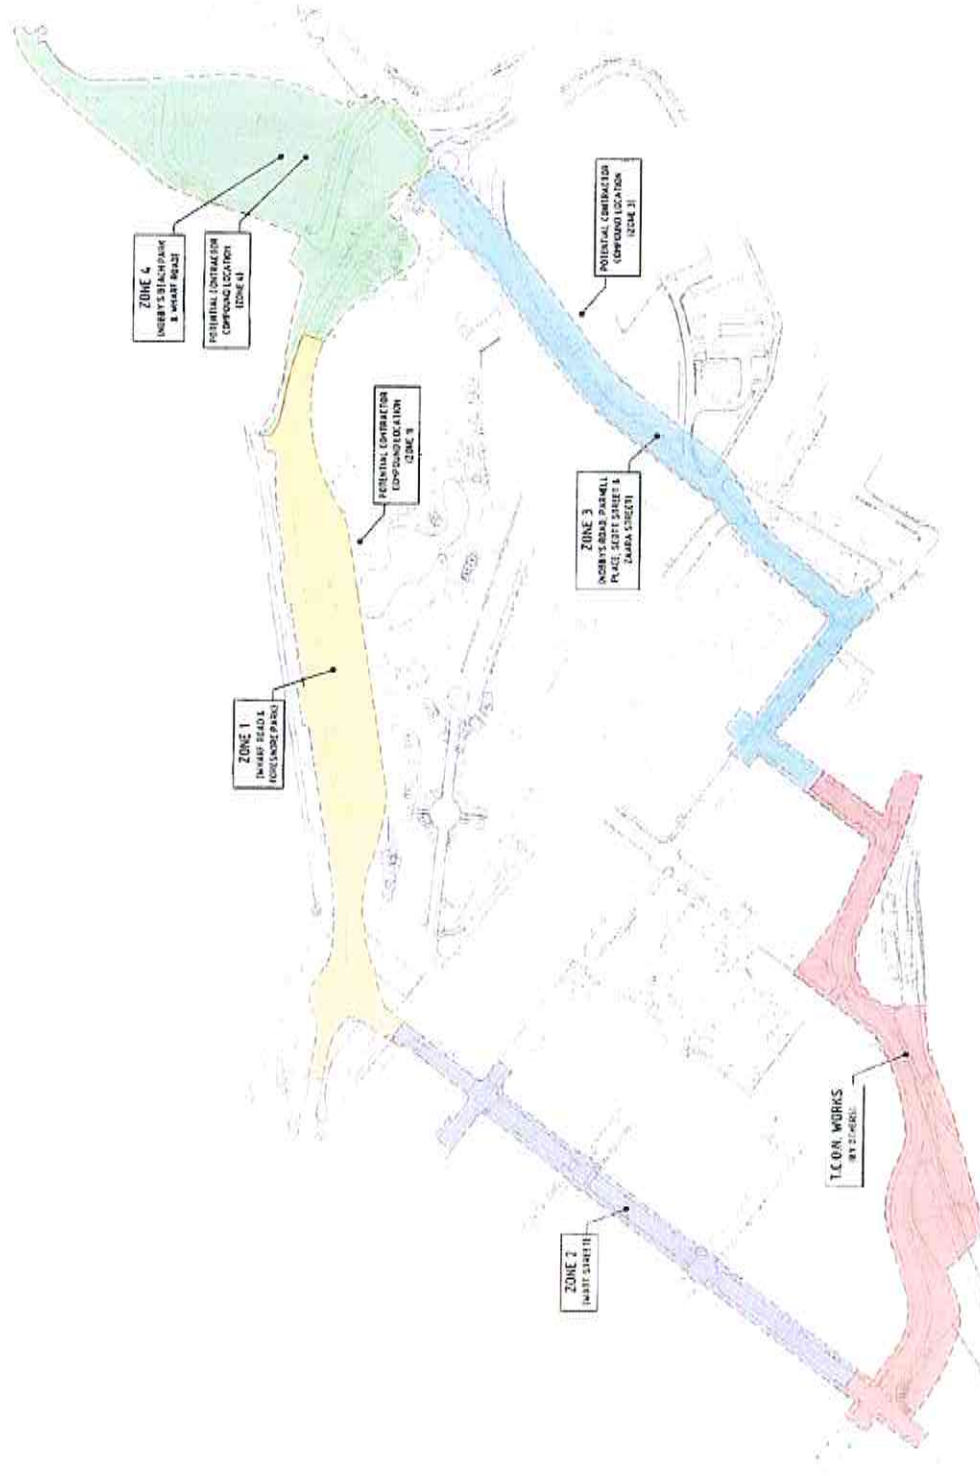 ZONE 4
(NOBBY'S BEACH PARK
& WHARF ROAD)
POTENTIAL CONTRACTOR
COMPOUND LOCATION
(ZONE 4)
POTENTIAL CONTRACTOR
COMPOUND LOCATION
(ZONE 3)
POTENTIAL CONTRACTOR
COMPOUND LOCATION
(ZONE 1)
ZONE 3
(NOBBY'S ROAD, PARNELL
PLACE, SCOTT STREET &
ZAARA STREET)
ZONE 1
(WHARF ROAD &
FORESHORE PARK)
T.C.O.N. WORKS
(BY OTHERS)
ZONE 2
(WATT STREET)